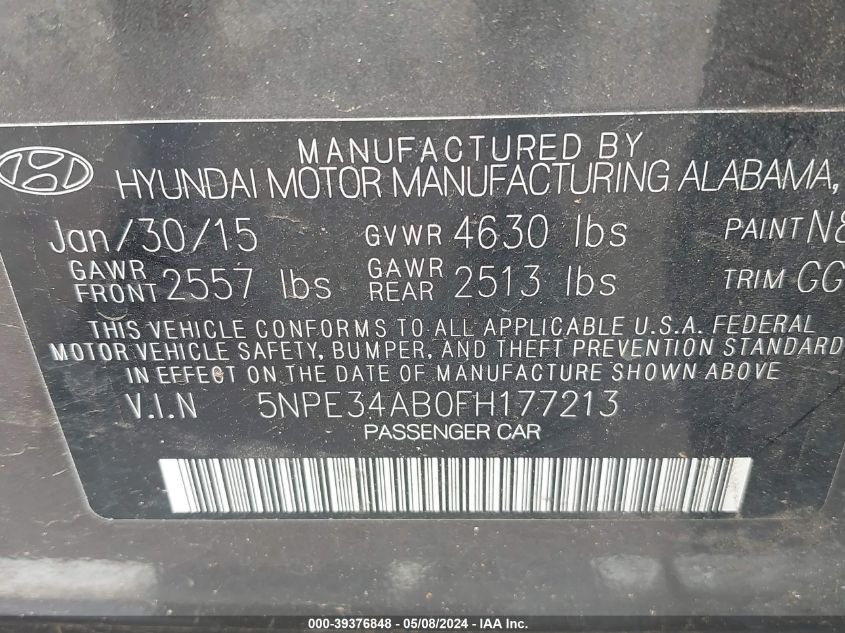 MANUFACTURED BY
HYUNDAI MOTOR MANUFACTURING ALABAMA,
Jan/30/15 GVWR 4630 lbs PAINT N8
GAWR FRONT 2557 lbs GAWR REAR 2513 lbs TRIM GG
THIS VEHICLE CONFORMS TO ALL APPLICABLE U.S.A. FEDERAL
MOTOR VEHICLE SAFETY, BUMPER, AND THEFT PREVENTION STANDARD
IN EFFECT ON THE DATE OF MANUFACTURE SHOWN ABOVE
V.I.N 5NPE34AB0FH177213
PASSENGER CAR
000-39376848 - 05/08/2024 - IAA Inc.